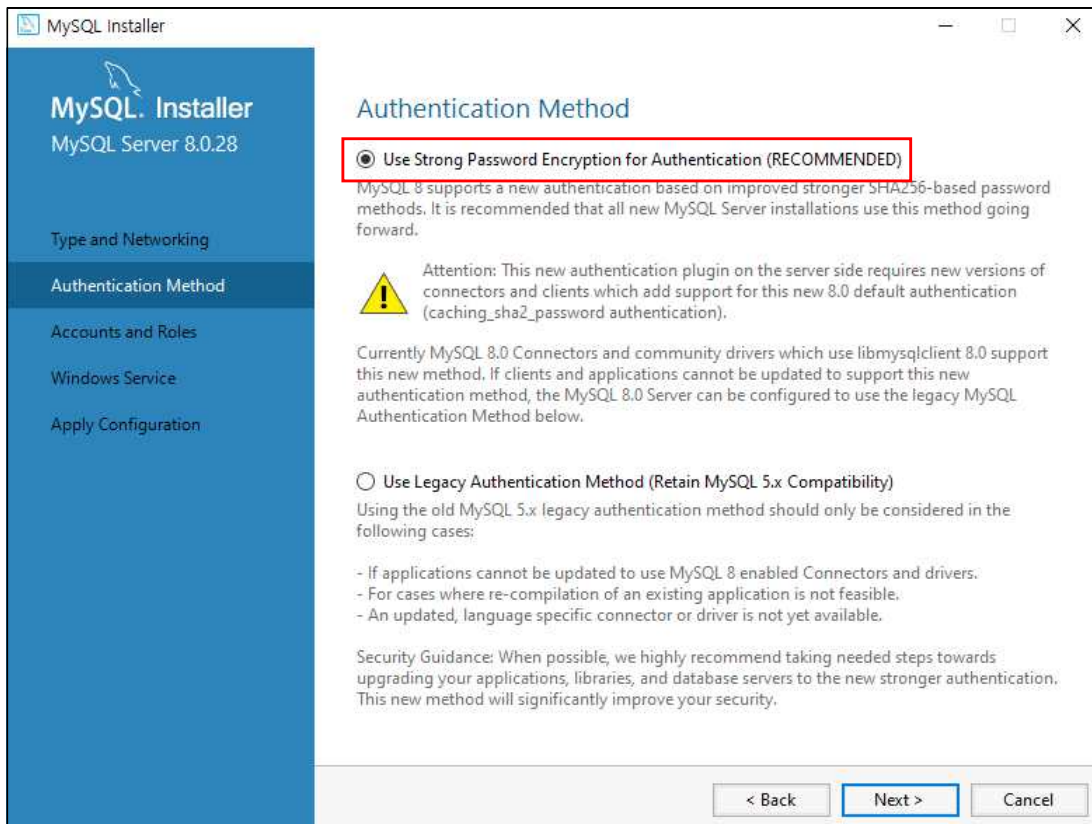 MySQL Installer
MySQL. Installer
MySQL Server 8.0.28
Type and Networking
Authentication Method
Accounts and Roles
Windows Service
Apply Configuration
Authentication Method
Use Strong Password Encryption for Authentication (RECOMMENDED)
MySQL 8 supports a new authentication based on improved stronger SHA256-based password
methods. It is recommended that all new MySQL Server installations use this method going
forward.
Attention: This new authentication plugin on the server side requires new versions of
connectors and clients which add support for this new 8.0 default authentication
(caching_sha2_password authentication).
Currently MySQL 8.0 Connectors and community drivers which use libmysqlclient 8.0 support
this new method. If clients and applications cannot be updated to support this new
authentication method, the MySQL 8.0 Server can be configured to use the legacy MySQL
Authentication Method below.
Use Legacy Authentication Method (Retain MySQL 5.x Compatibility)
Using the old MySQL 5.x legacy authentication method should only be considered in the
following cases:
- If applications cannot be updated to use MySQL 8 enabled Connectors and drivers.
- For cases where re-compilation of an existing application is not feasible.
- An updated, language specific connector or driver is not yet available.
Security Guidance: When possible, we highly recommend taking needed steps towards
upgrading your applications, libraries, and database servers to the new stronger authentication.
This new method will significantly improve your security.
< Back
Next >
Cancel